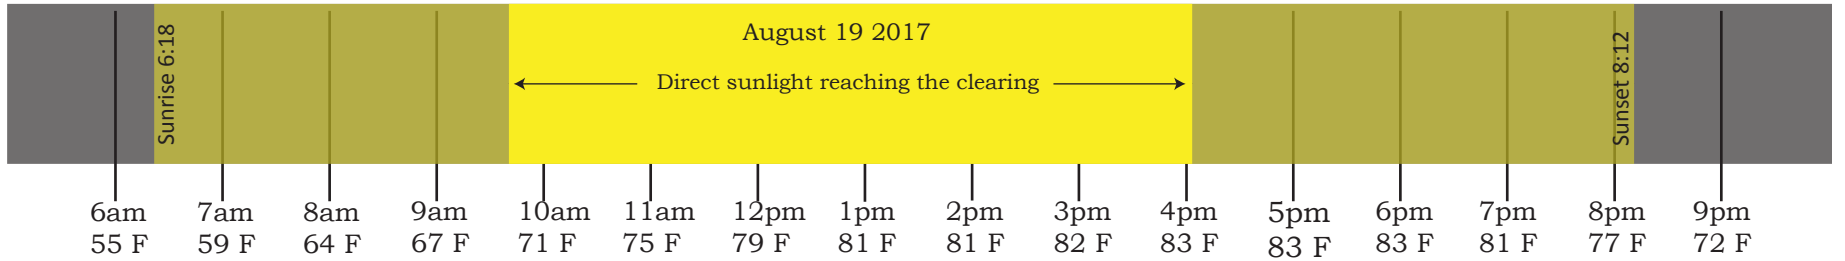 August 19 2017
Direct sunlight reaching the clearing
Sunrise 6:18
Sunset 8:12
6am 7am 8am 9am 10am 11am 12pm 1pm 2pm 3pm 4pm 5pm 6pm 7pm 8pm 9pm
55 F 59 F 64 F 67 F 71 F 75 F 79 F 81 F 81 F 82 F 83 F 83 F 83 F 81 F 77 F 72 F